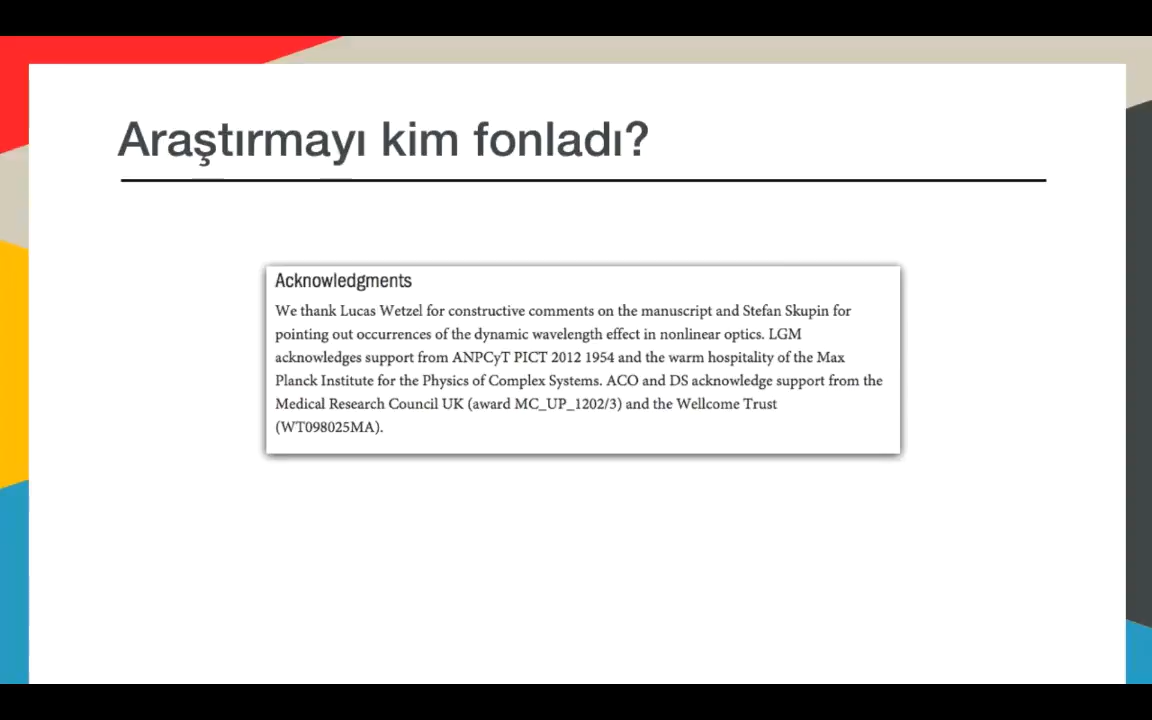 Araştırmayı kim fonladı?
Acknowledgments
We thank Lucas Wetzel for constructive comments on the manuscript and Stefan Skupin for
pointing out occurrences of the dynamic wavelength effect in nonlinear optics. LGM
acknowledges support from ANPCyT PICT 2012 1954 and the warm hospitality of the Max
Planck Institute for the Physics of Complex Systems. ACO and DS acknowledge support from the
Medical Research Council UK (award MC_UP_1202/3) and the Wellcome Trust
(WT098025MA).